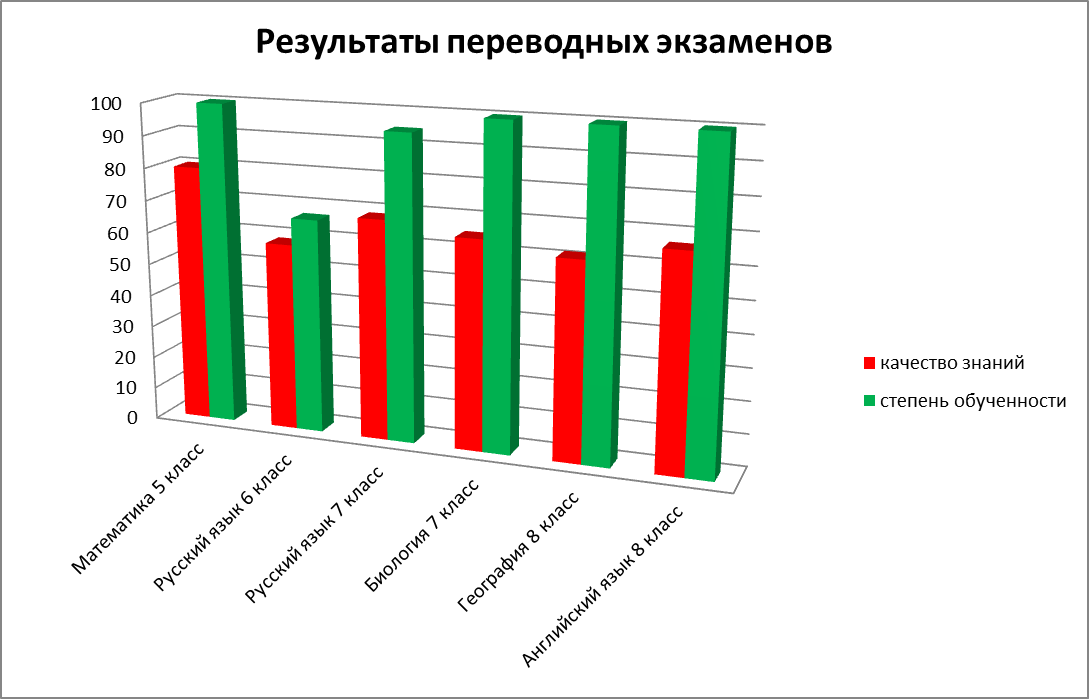 Результаты переводных экзаменов
100
90
80
70
60
50
40
30
20
10
0
Математика 5 класс
Русский язык 6 класс
Русский язык 7 класс
Биология 7 класс
География 8 класс
Английский язык 8 класс
качество знаний
степень обученности